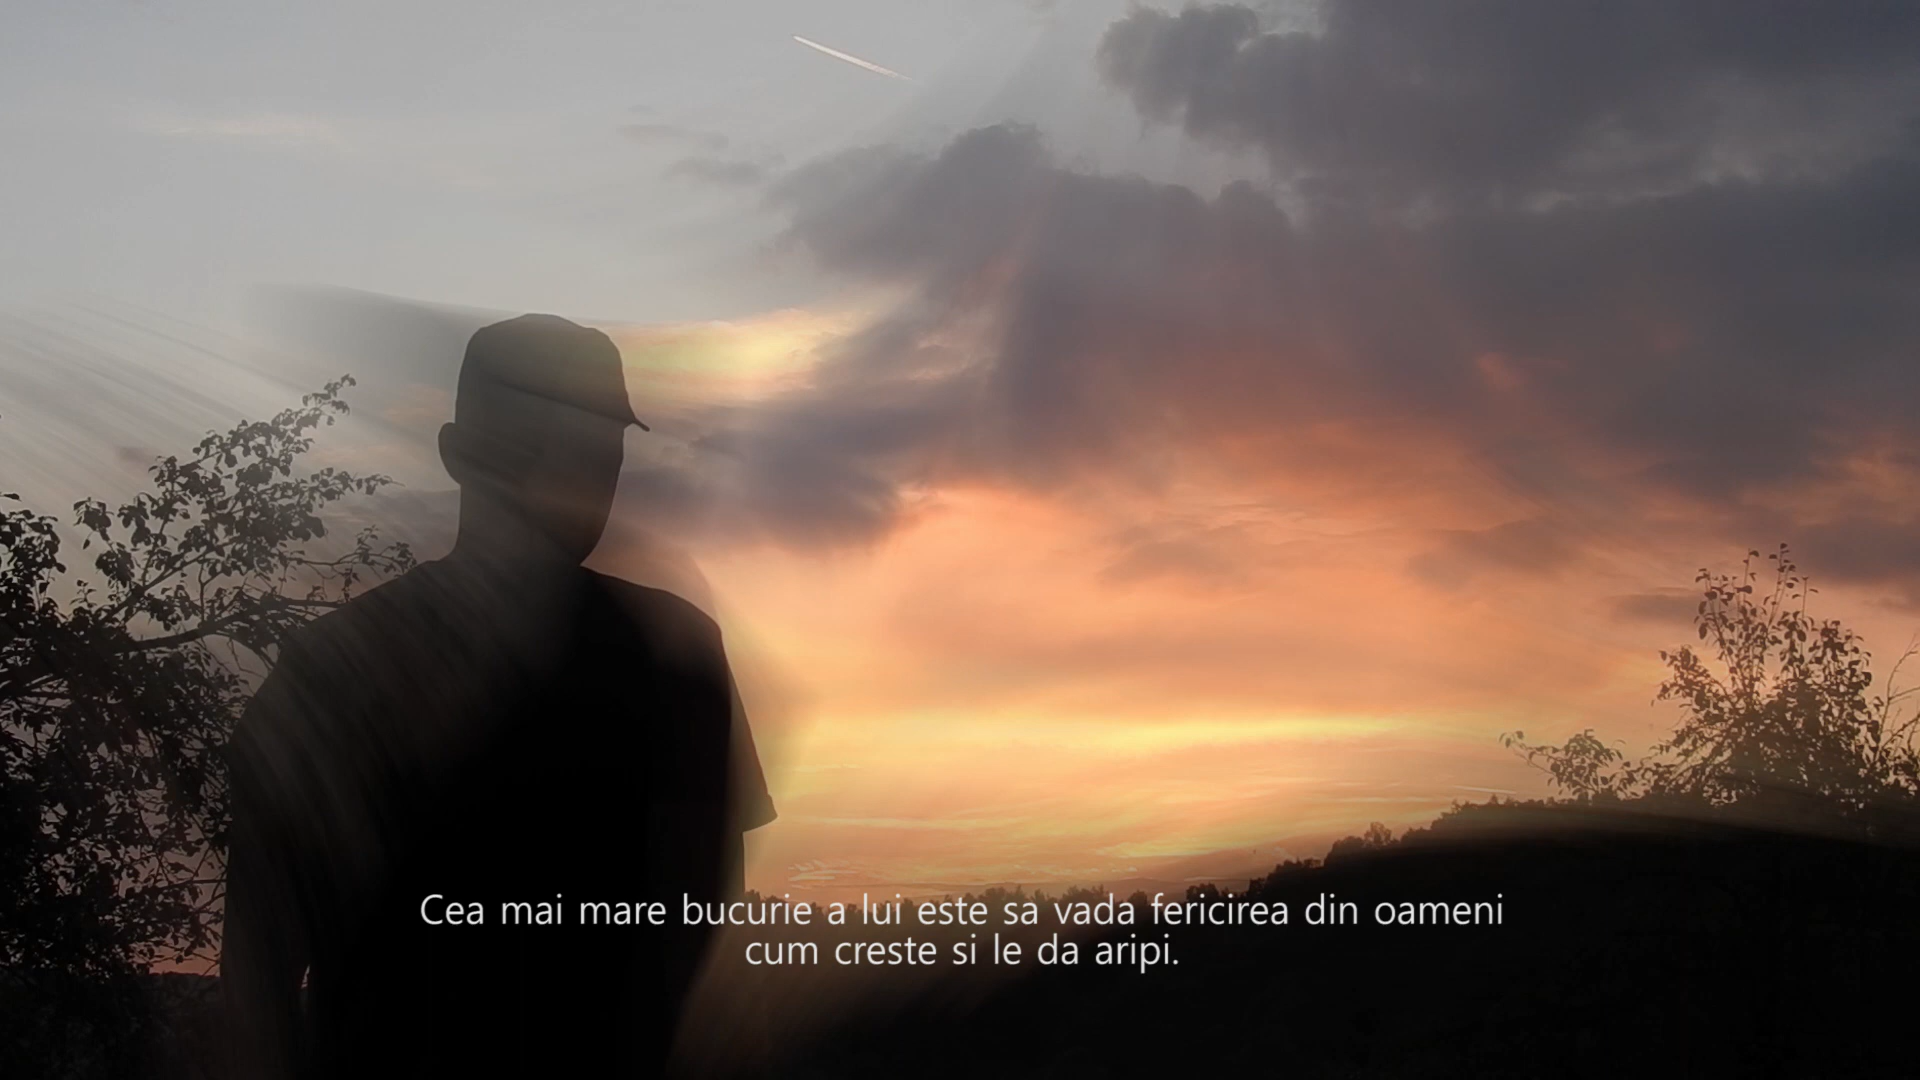 Cea mai mare bucurie a lui este sa vada fericirea din oameni
cum creste si le da aripi.